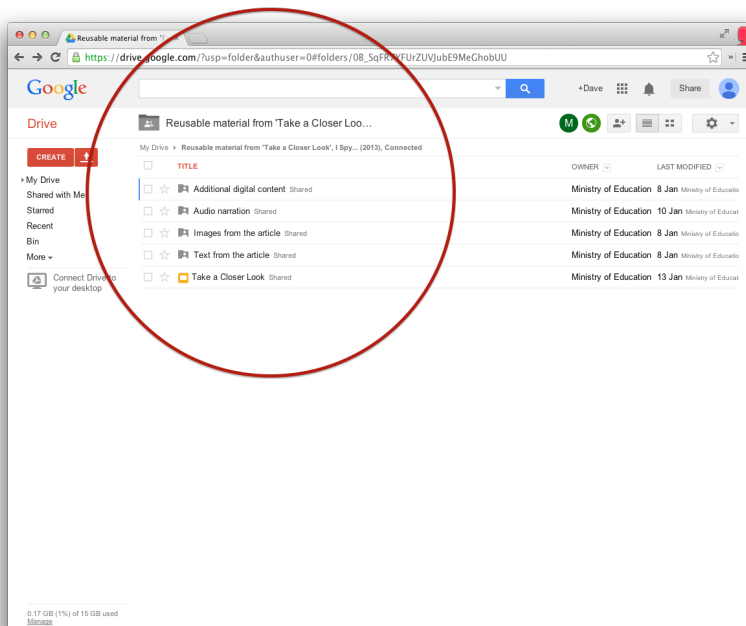 Reusable material from 'T
https://drive.google.com/?usp=folder&authuser=0#folders/
Google
+Dave
Share
Drive
Reusable material from 'Take a Closer Loo…
M
My Drive Reusable material from 'Take a Closer Look', I Spy... (2013), Connected
CREATE
TITLE OWNER LAST MODIFIED
My Drive
Shared with Me
Starred
Recent
Bin
More
Connect Drive to
your desktop
Additional digital content Shared Ministry of Education 8 Jan Ministry of Educatio
Audio narration Shared Ministry of Education 10 Jan Ministry of Educat
Images from the article Shared Ministry of Education 8 Jan Ministry of Educatio
Text from the article Shared Ministry of Education 8 Jan Ministry of Educatio
Take a Closer Look Shared Ministry of Education 13 Jan Ministry of Educat
0.17 GB (1%) of 15 GB used
Manage